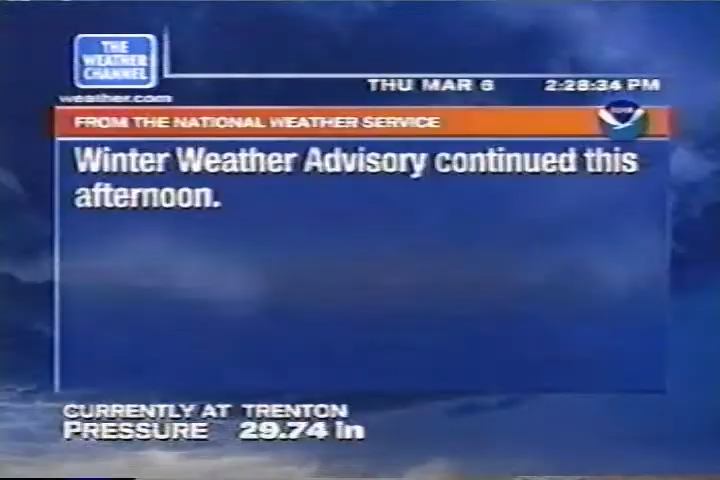 THE
WEATHER
CHANNEL
weather.com
THU MAR 6 2:28:34 PM
FROM THE NATIONAL WEATHER SERVICE
Winter Weather Advisory continued this
afternoon.
CURRENTLY AT TRENTON
PRESSURE 29.74 in